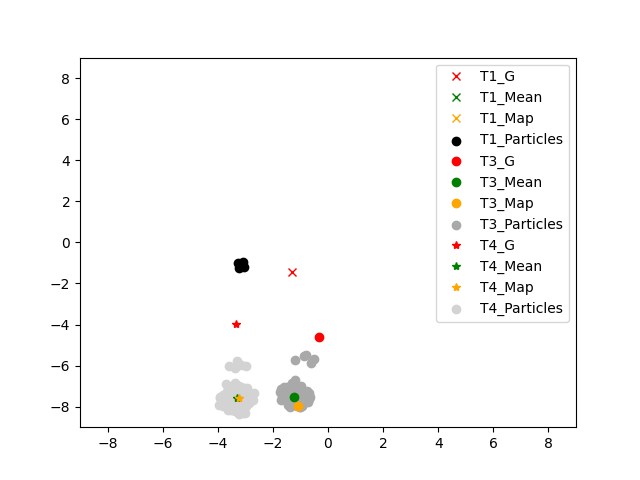 8
6
4
2
0
−2
−4
−6
−8
−8
−6
−4
−2
0
2
4
6
8
T1_G
T1_Mean
T1_Map
T1_Particles
T3_G
T3_Mean
T3_Map
T3_Particles
T4_G
T4_Mean
T4_Map
T4_Particles